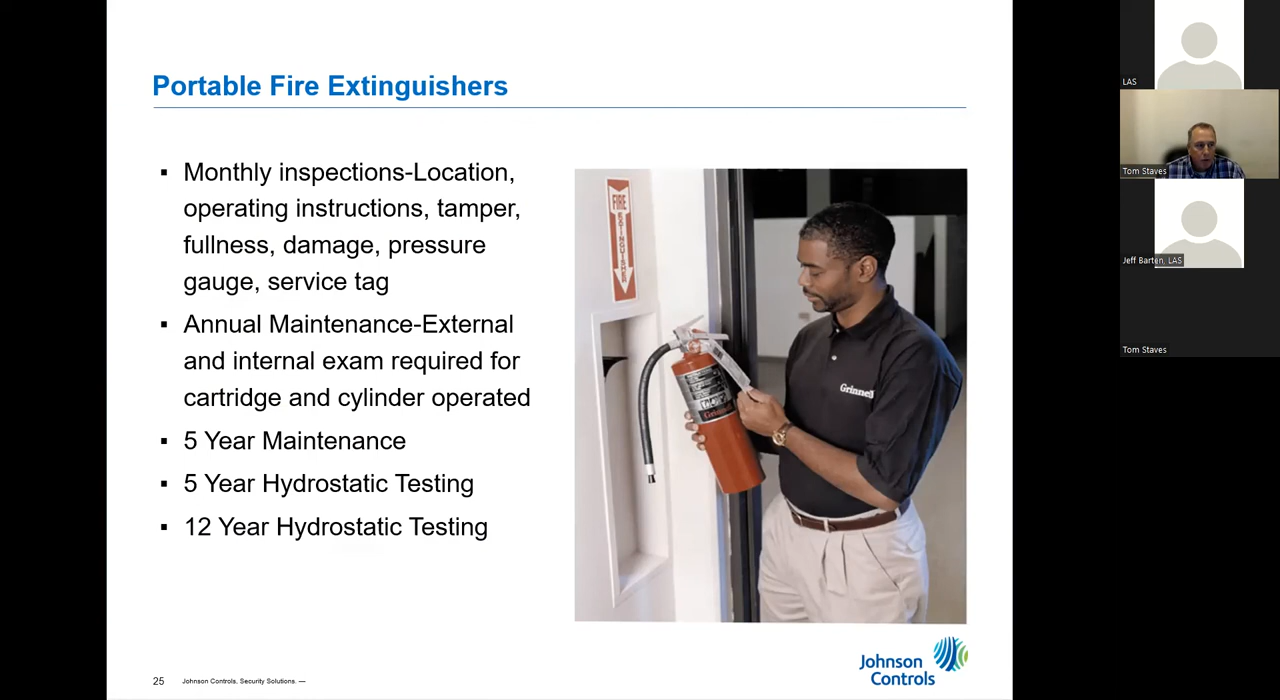 Portable Fire Extinguishers
▪ Monthly inspections-Location,
operating instructions, tamper,
fullness, damage, pressure
gauge, service tag
▪ Annual Maintenance-External
and internal exam required for
cartridge and cylinder operated
▪ 5 Year Maintenance
▪ 5 Year Hydrostatic Testing
▪ 12 Year Hydrostatic Testing
FIRE
EXTINGUISHER
Grinnell
Grinnell
25 Johnson Controls. Security Solutions. —
Johnson
Controls
LAS
Tom Staves
Jeff Barten, LAS
Tom Staves